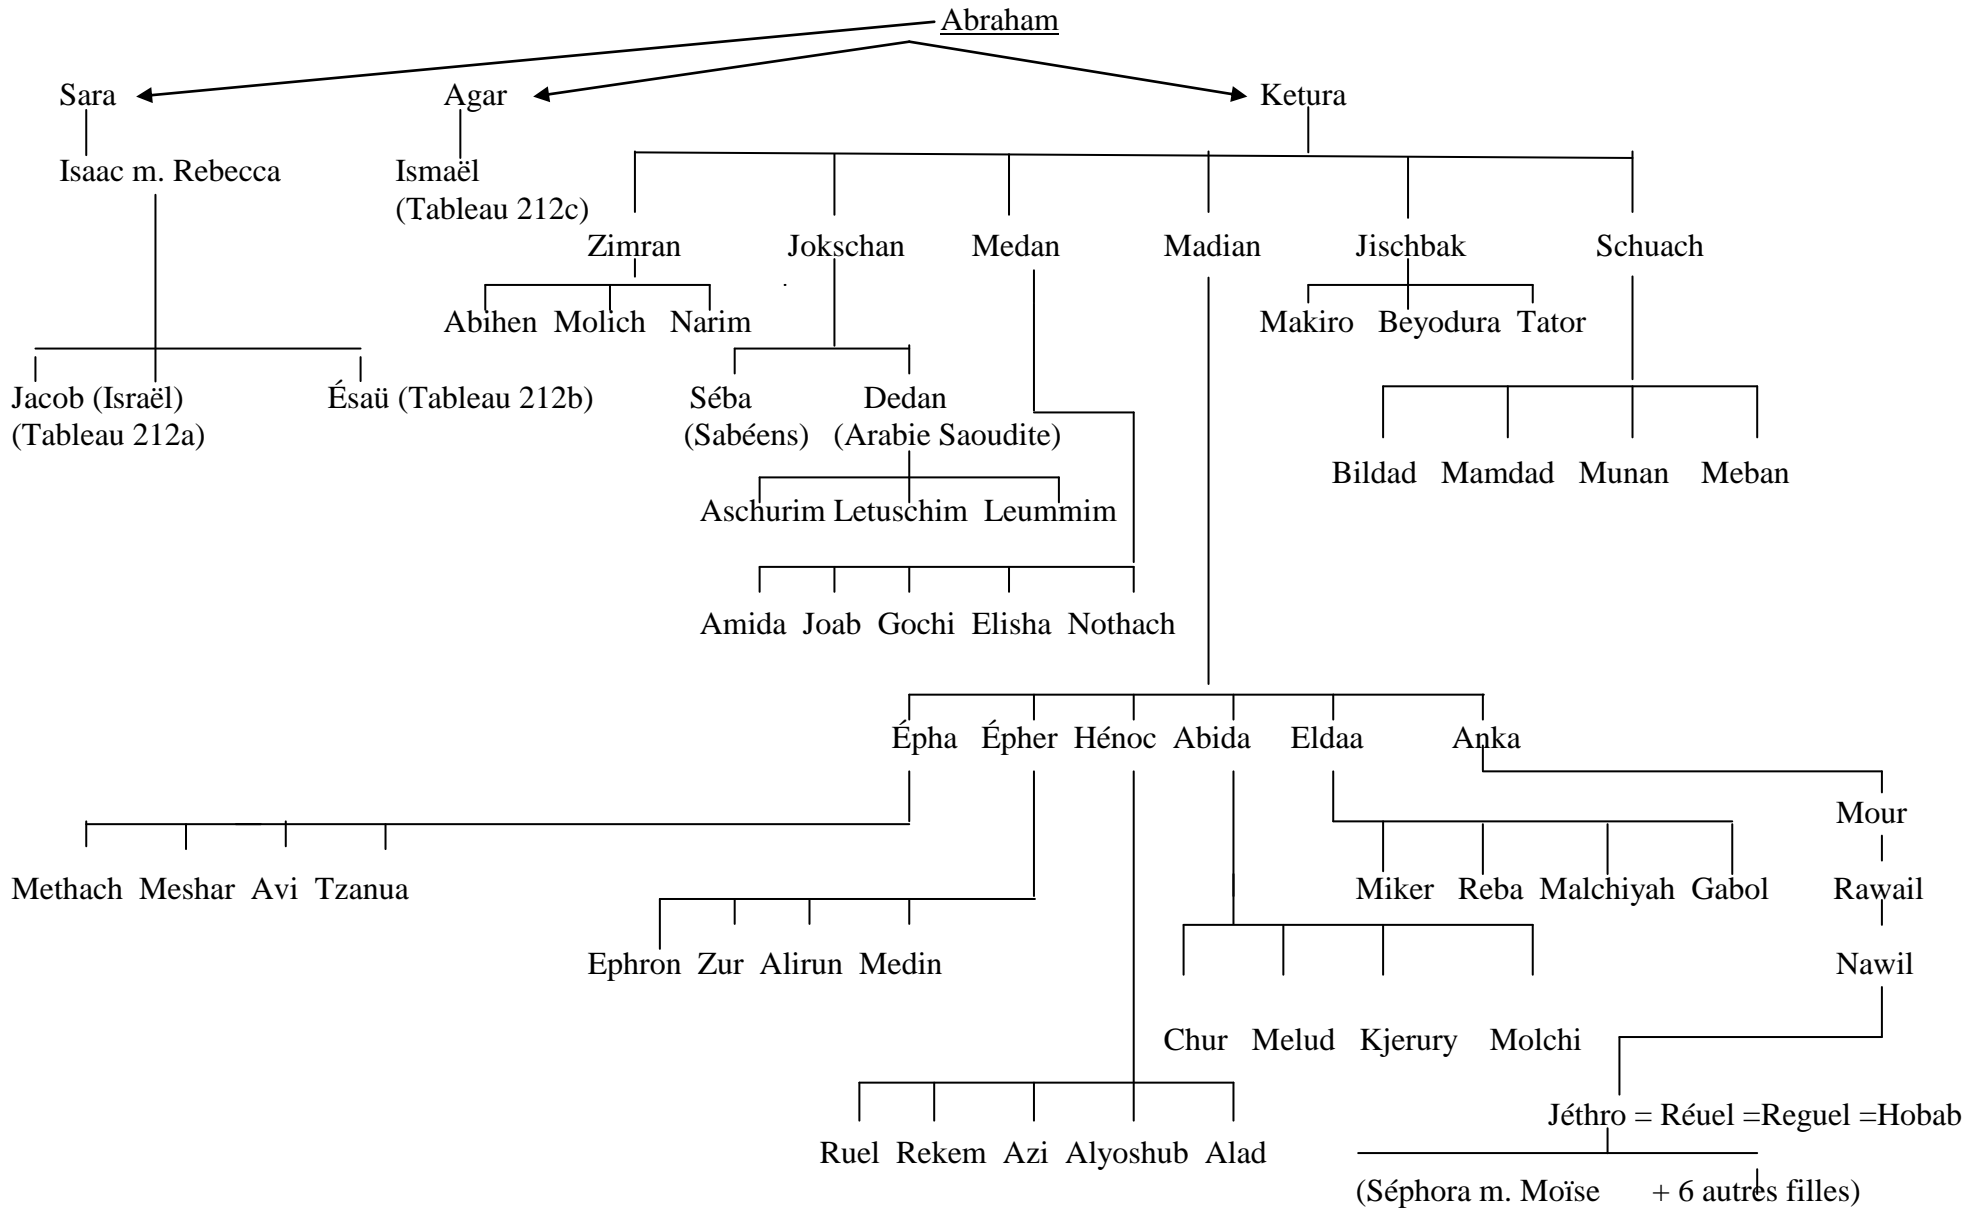 Abraham
Sara Agar Ketura
Isaac m. Rebecca Ismaël
(Tableau 212c)
Zimran Jokschan Medan Madian Jischbak Schuach
Abihen Molich Narim Makiro Beyodura Tator
Jacob (Israël) Ésaü (Tableau 212b) Séba Dedan
(Tableau 212a) (Sabéens) (Arabie Saoudite)
Bildad Mamdad Munan Meban
Aschurim Letuschim Leummim
Amida Joab Gochi Elisha Nothach
Épha Épher Hénoc Abida Eldaa Anka
Mour
Methach Meshar Avi Tzanua Miker Reba Malchiyah Gabol Rawail
Ephron Zur Alirun Medin Nawil
Chur Melud Kjerury Molchi
Jéthro = Réuel =Reguel =Hobab
Ruel Rekem Azi Alyoshub Alad
(Séphora m. Moïse + 6 autres filles)